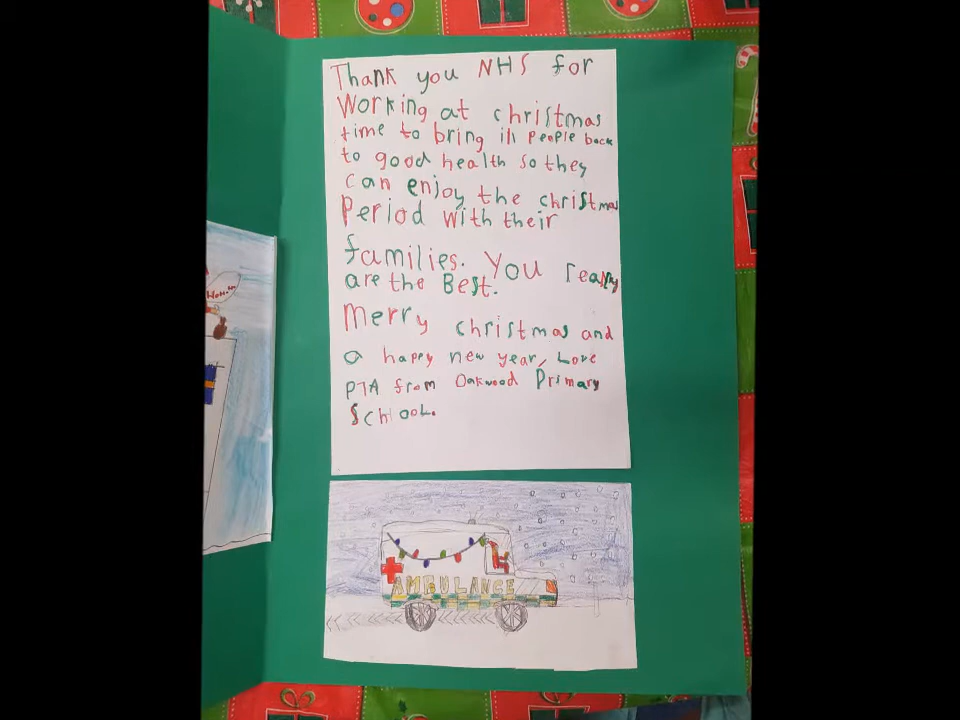 Thank you NHS for
Working at christmas
time to bring ill people back
to good health so they
can enjoy the christmas
Period with their
families. You really
are the Best.
Merry christmas and
a happy new year, Love
PTA from Oakwood Primary
School.
AMBULANCE